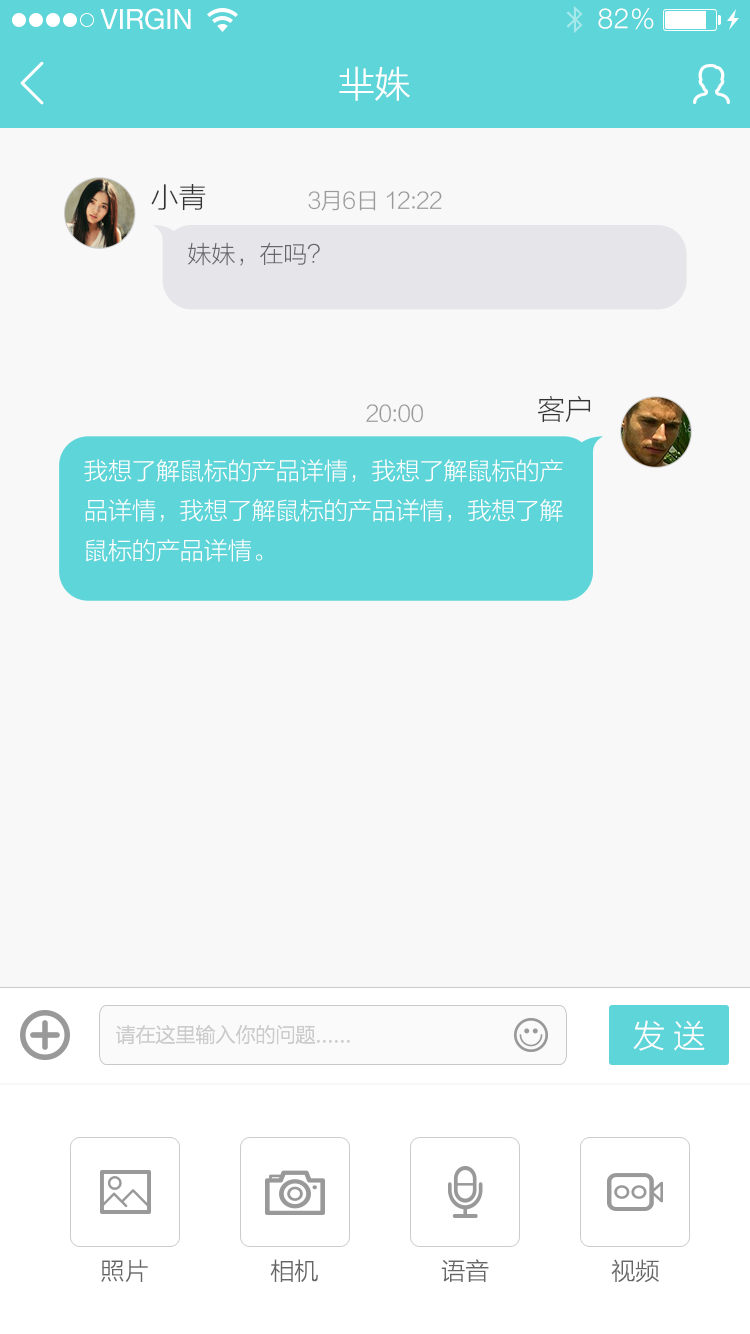 VIRGIN 82%
芈姝
小青 3月6日 12:22
妹妹，在吗？
20:00 客户
我想了解鼠标的产品详情，我想了解鼠标的产
品详情，我想了解鼠标的产品详情，我想了解
鼠标的产品详情。
请在这里输入你的问题...... 发送
照片 相机 语音 视频